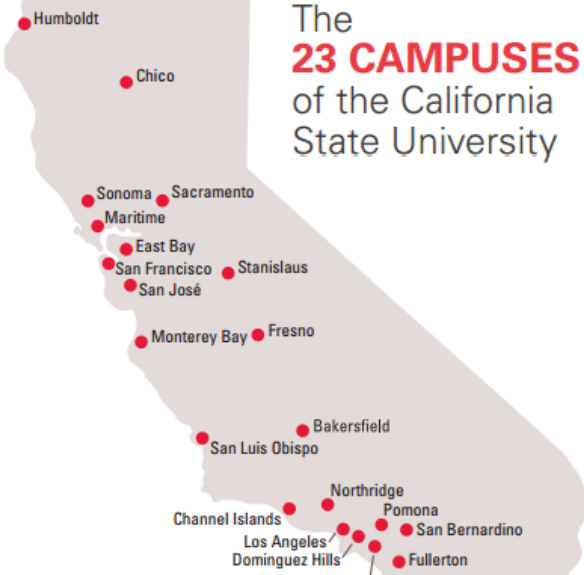 The
23 CAMPUSES
of the California
State University
Humboldt
Chico
Sonoma
Sacramento
Maritime
East Bay
San Francisco
Stanislaus
San José
Monterey Bay
Fresno
Bakersfield
San Luis Obispo
Northridge
Channel Islands
Pomona
Los Angeles
San Bernardino
Dominguez Hills
Fullerton